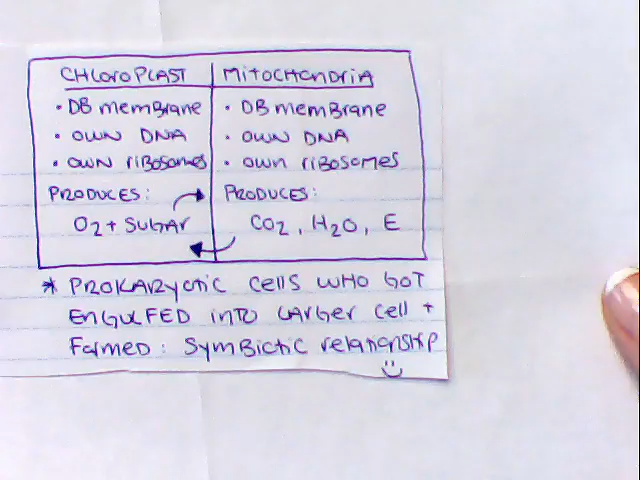 CHLOROPLAST
• DB MEMBRANE
• OWN DNA
• OWN RIBOSOMES
PRODUCES:
O2 + SUGAR
MITOCHONDRIA
• DB MEMBRANE
• OWN DNA
• OWN RIBOSOMES
PRODUCES:
CO2, H2O, E
* PROKARYOTIC CELLS WHO GOT
ENGULFED INTO LARGER CELL +
FORMED: SYMBIOTIC RELATIONSHIP